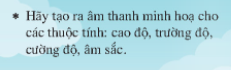 * Hãy tạo ra âm thanh minh hoạ cho
các thuộc tính: cao độ, trường độ,
cường độ, âm sắc.